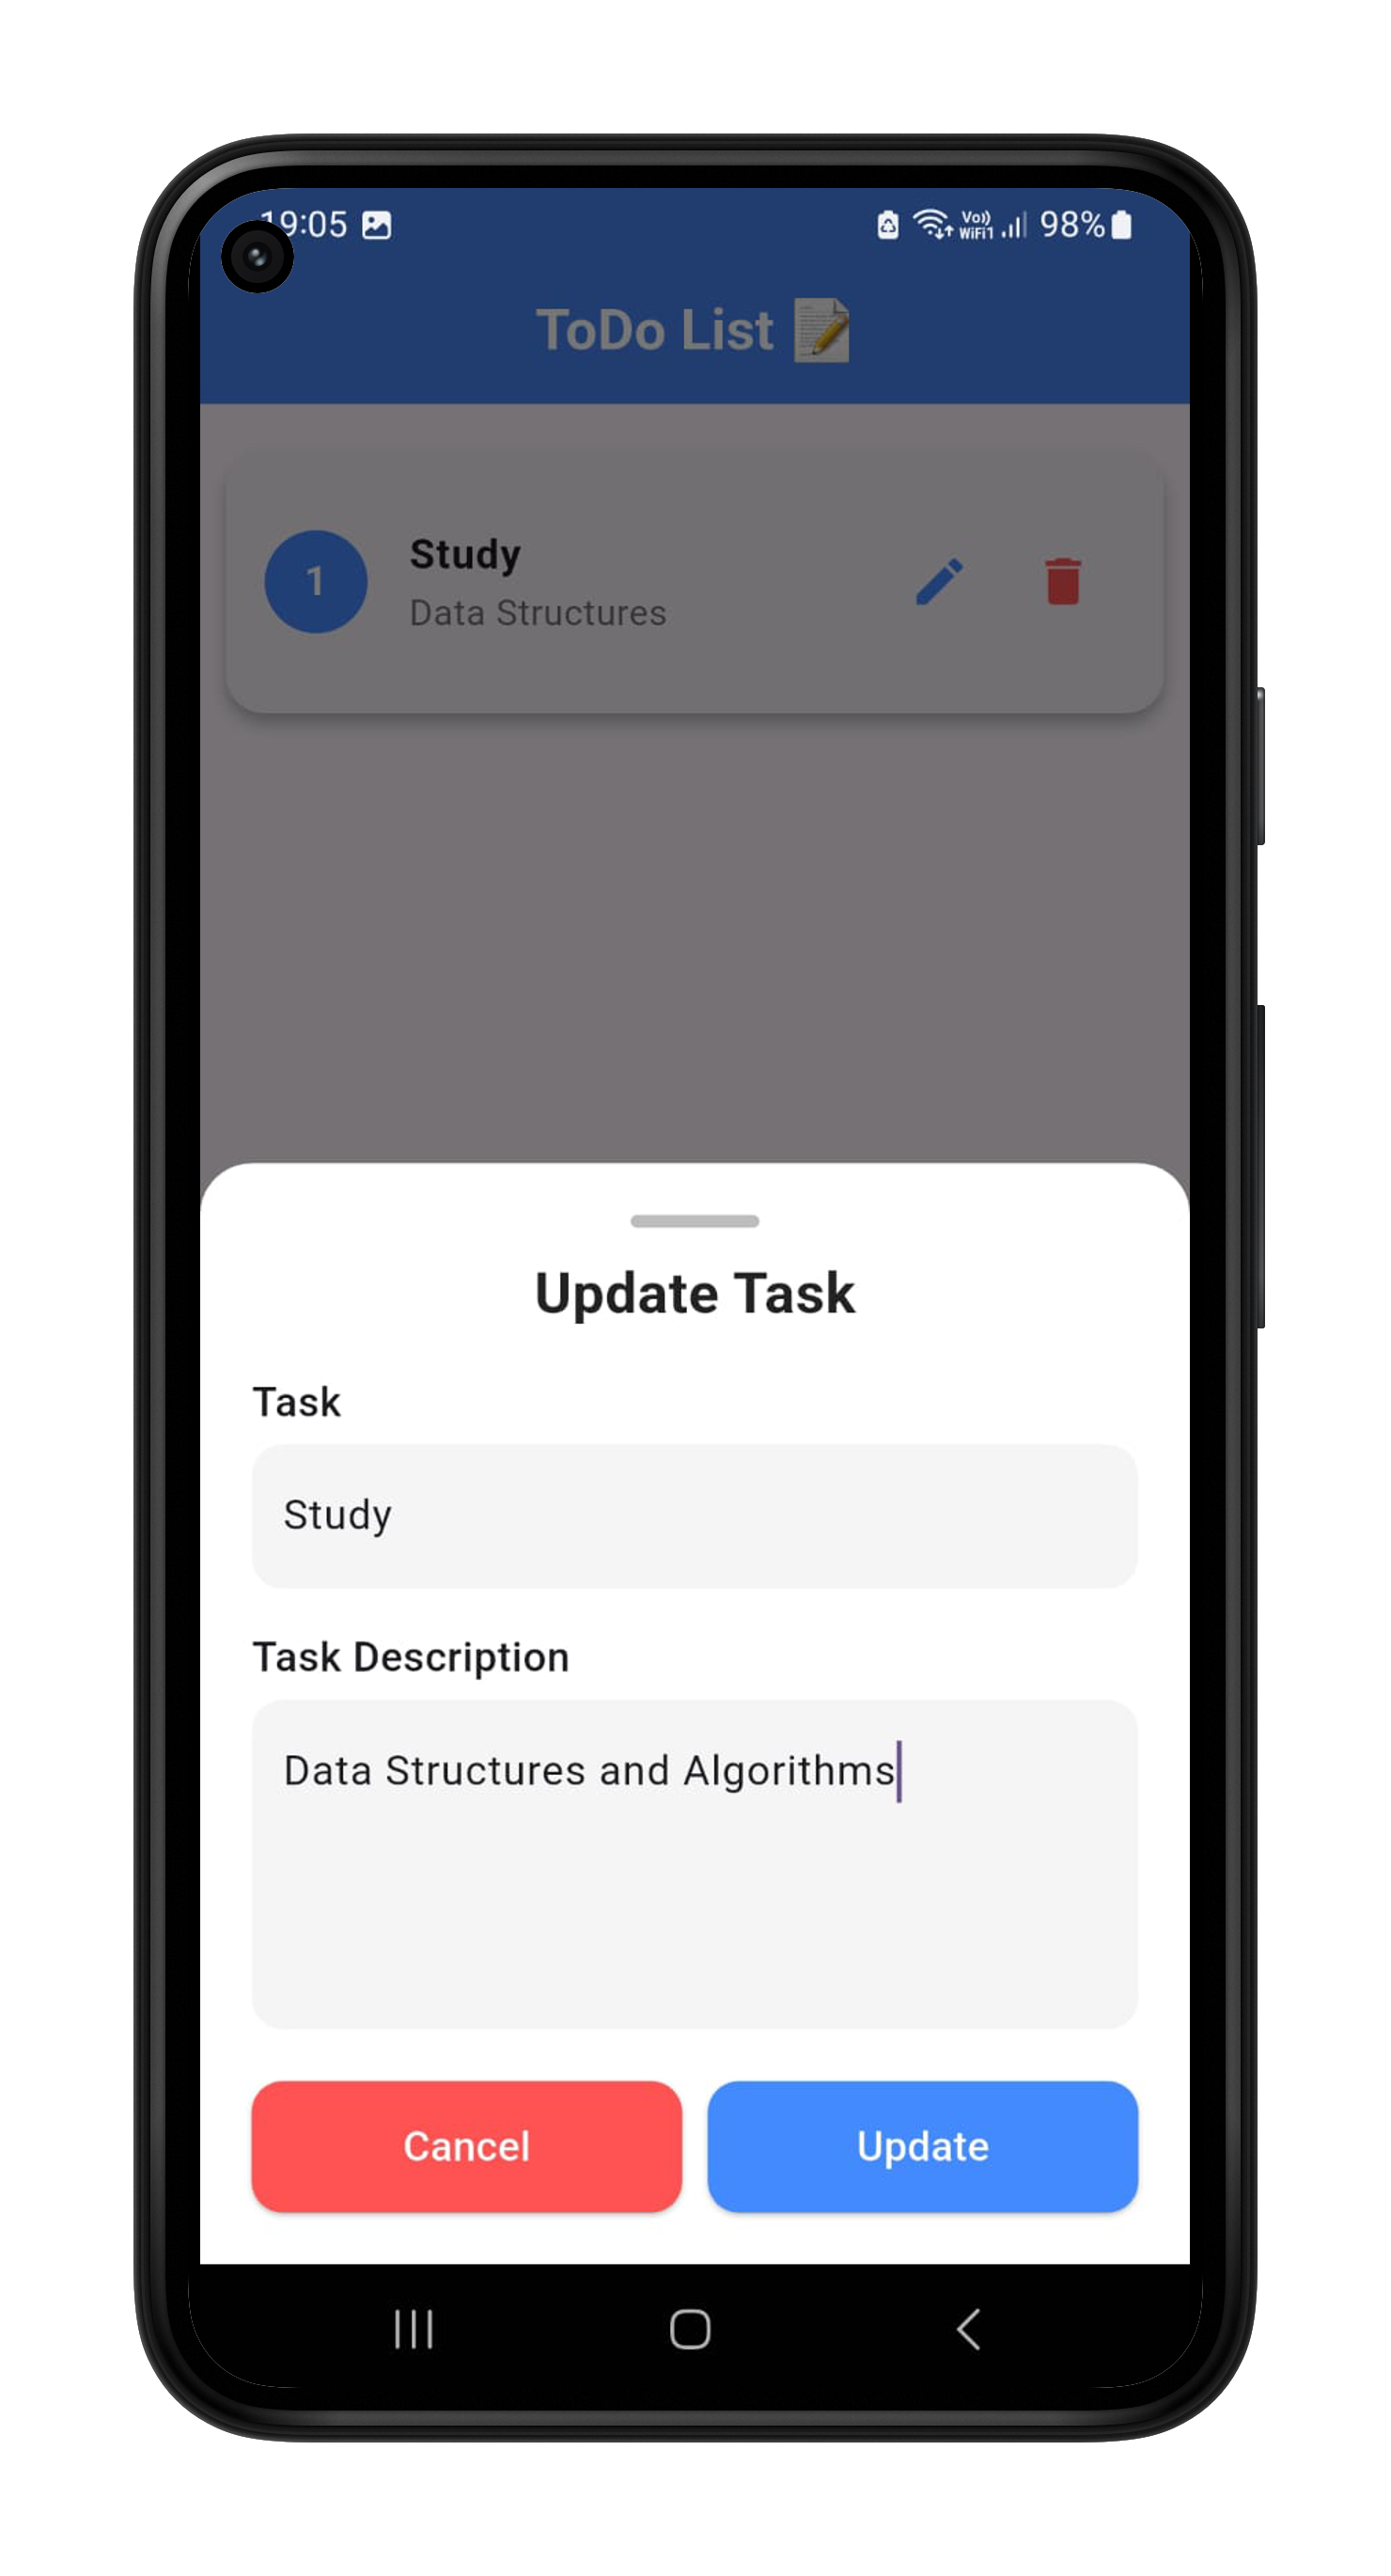 19:05 Vo)) WiFi1 98%
ToDo List 📝
1
Study
Data Structures
Update Task
Task
Study
Task Description
Data Structures and Algorithms
Cancel
Update